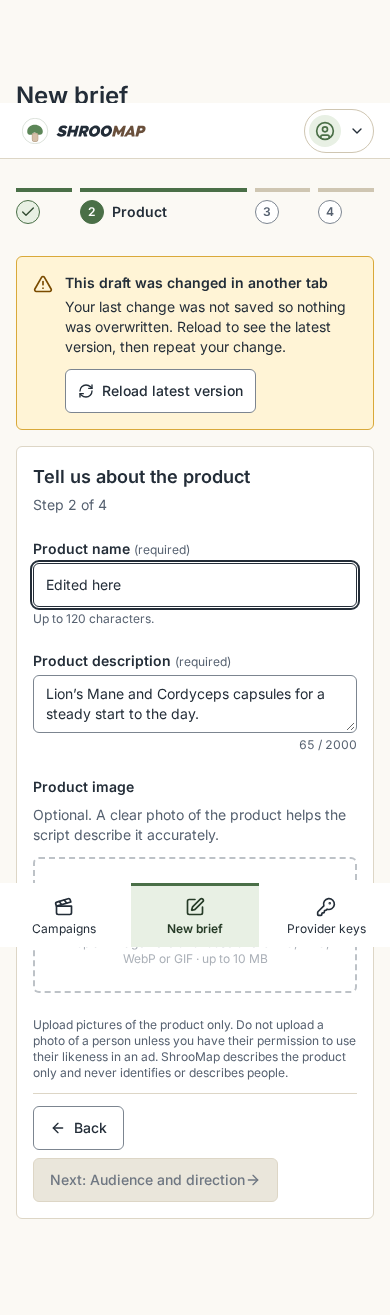 New brief
SHROOMAP
2 Product
3
4
This draft was changed in another tab
Your last change was not saved so nothing
was overwritten. Reload to see the latest
version, then repeat your change.
Reload latest version
Tell us about the product
Step 2 of 4
Product name (required)
Edited here
Up to 120 characters.
Product description (required)
Lion’s Mane and Cordyceps capsules for a
steady start to the day.
65 / 2000
Product image
Optional. A clear photo of the product helps the
script describe it accurately.
Campaigns
New brief
Provider keys
WebP or GIF · up to 10 MB
Upload pictures of the product only. Do not upload a
photo of a person unless you have their permission to use
their likeness in an ad. ShrooMap describes the product
only and never identifies or describes people.
Back
Next: Audience and direction